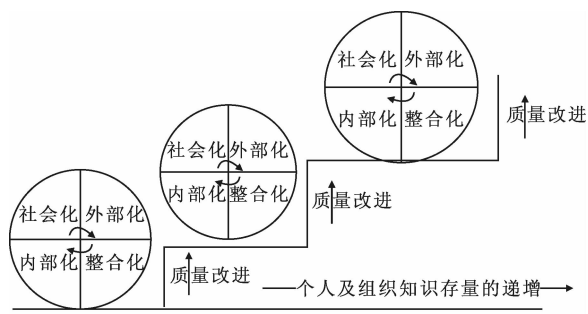 社会化 外部化
内部化 整合化
质量改进
社会化 外部化
内部化 整合化
质量改进
社会化 外部化
内部化 整合化
质量改进
个人及组织知识存量的递增